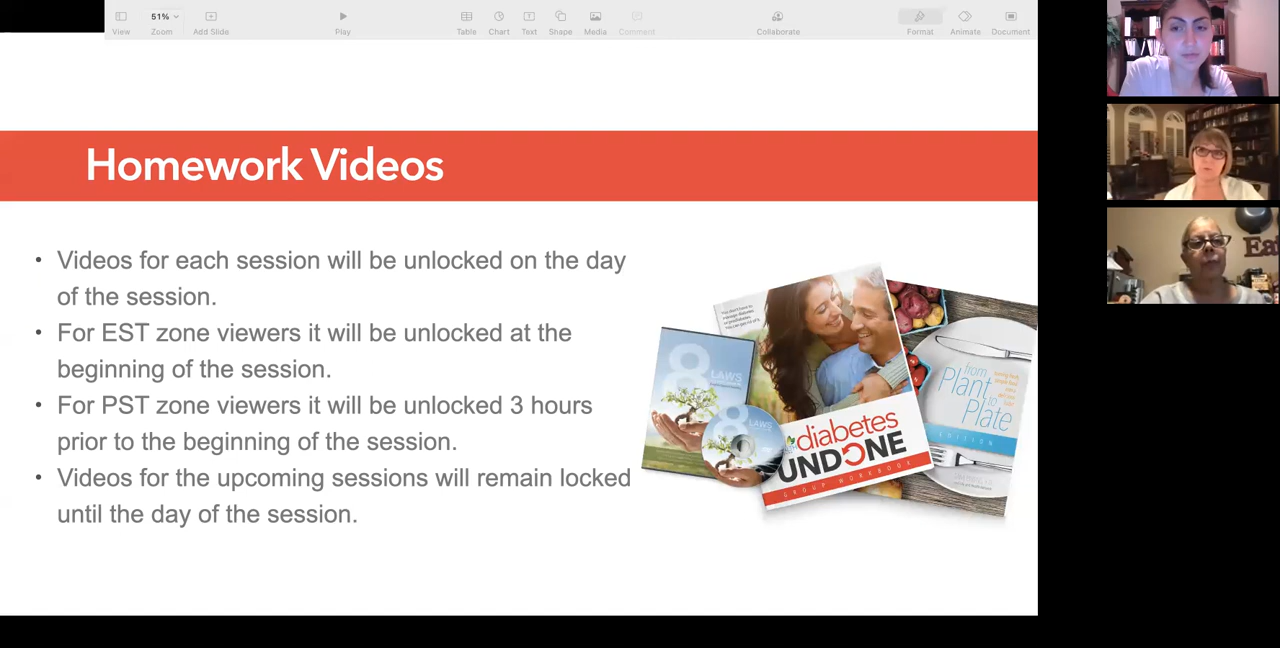 51%
View
Zoom
Add Slide
Play
Table
Chart
Text
Shape
Media
Comment
Collaborate
Format
Animate
Document
Homework Videos
• Videos for each session will be unlocked on the day
of the session.
• For EST zone viewers it will be unlocked at the
beginning of the session.
• For PST zone viewers it will be unlocked 3 hours
prior to the beginning of the session.
• Videos for the upcoming sessions will remain locked
until the day of the session.
8
LAWS
8
LAWS
diabetes
UNDONE
GROUP WORKBOOK
from
Plant
to
Plate
EDITION
Eat